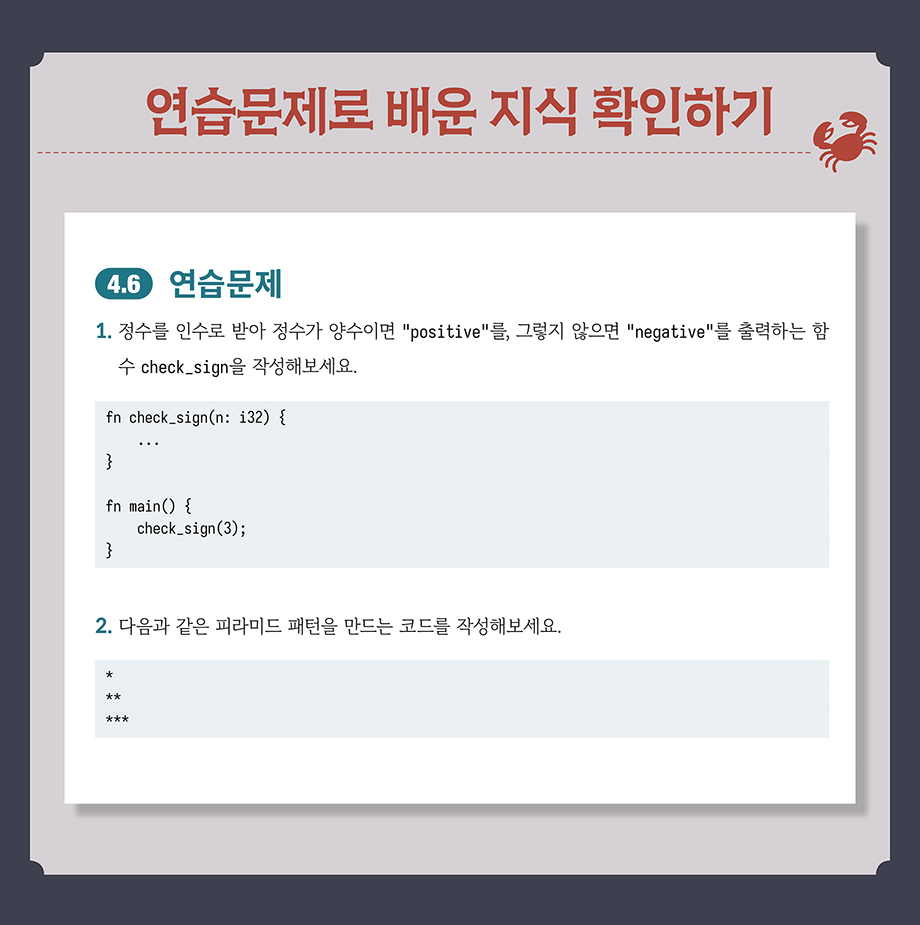 연습문제로 배운 지식 확인하기
4.6 연습문제
1. 정수를 인수로 받아 정수가 양수이면 "positive"를, 그렇지 않으면 "negative"를 출력하는 함
수 check_sign을 작성해보세요.
fn check_sign(n: i32) {
    ...
}
fn main() {
    check_sign(3);
}
2. 다음과 같은 피라미드 패턴을 만드는 코드를 작성해보세요.
*
**
***